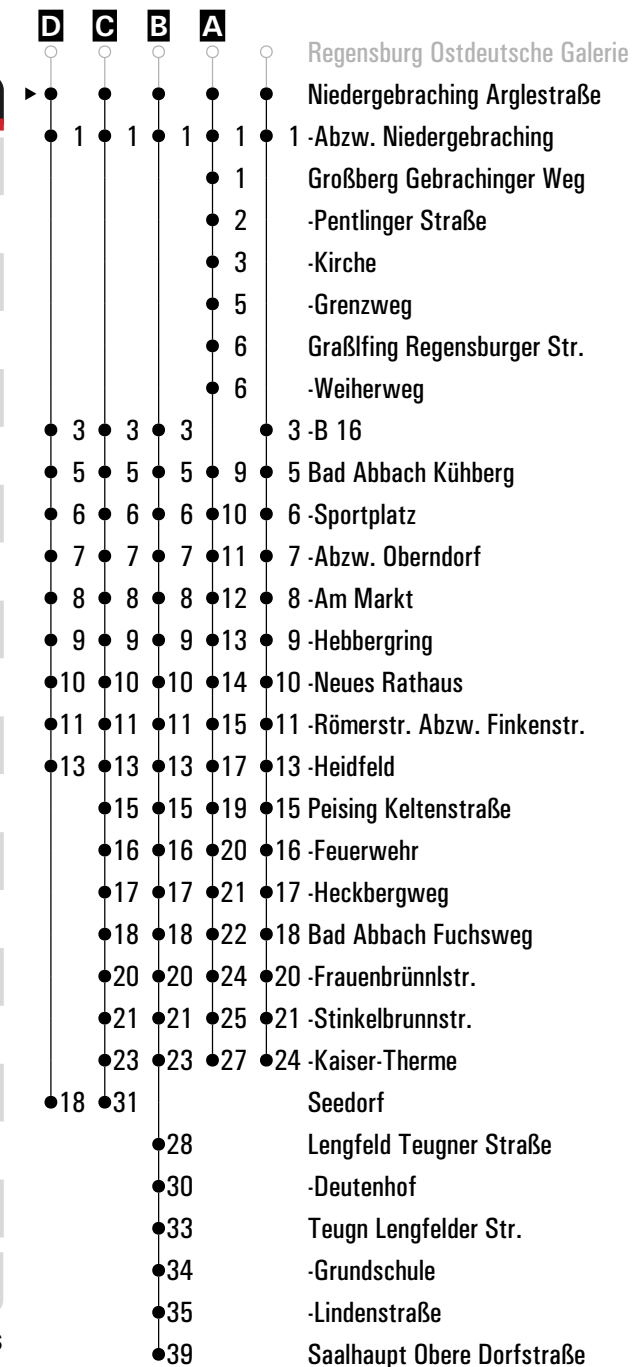 D C B A
Regensburg Ostdeutsche Galerie
Niedergebraching Arglestraße
1 1 1 1 1 -Abzw. Niedergebraching
1 Großberg Gebrachinger Weg
2 -Pentlinger Straße
3 -Kirche
5 -Grenzweg
6 Graßlfing Regensburger Str.
6 -Weiherweg
3 3 3 3 -B 16
5 5 5 9 5 Bad Abbach Kühberg
6 6 6 10 6 -Sportplatz
7 7 7 11 7 -Abzw. Oberndorf
8 8 8 12 8 -Am Markt
9 9 9 13 9 -Hebbergring
10 10 10 14 10 -Neues Rathaus
11 11 11 15 11 -Römerstr. Abzw. Finkenstr.
13 13 13 17 13 -Heidfeld
15 15 19 15 Peising Keltenstraße
16 16 20 16 -Feuerwehr
17 17 21 17 -Heckbergweg
18 18 22 18 Bad Abbach Fuchsweg
20 20 24 20 -Frauenbrünnlstr.
21 21 25 21 -Stinkelbrunnstr.
23 23 27 24 -Kaiser-Therme
18 31 Seedorf
28 Lengfeld Teugner Straße
30 -Deutenhof
33 Teugn Lengfelder Str.
34 -Grundschule
35 -Lindenstraße
39 Saalhaupt Obere Dorfstraße